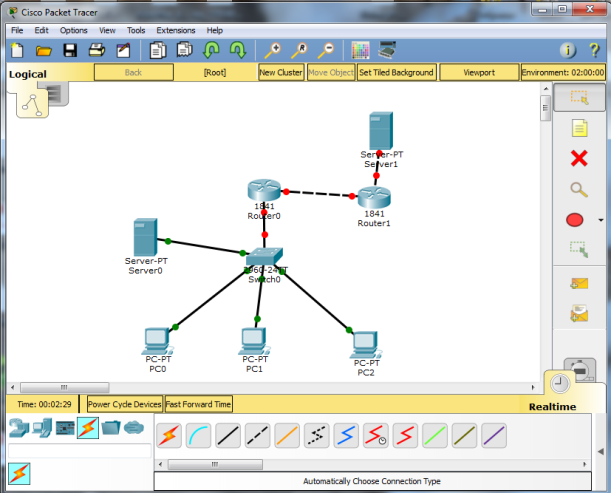 Cisco Packet Tracer
File Edit Options View Tools Extensions Help
Logical Back [Root] New Cluster Move Object Set Tiled Background Viewport Environment: 02:00:00
Server-PT
Server1
1841
Router0
1841
Router1
Server-PT
Server0
2960-24TT
Switch0
PC-PT
PC0
PC-PT
PC1
PC-PT
PC2
Time: 00:02:29 Power Cycle Devices Fast Forward Time Realtime
Automatically Choose Connection Type